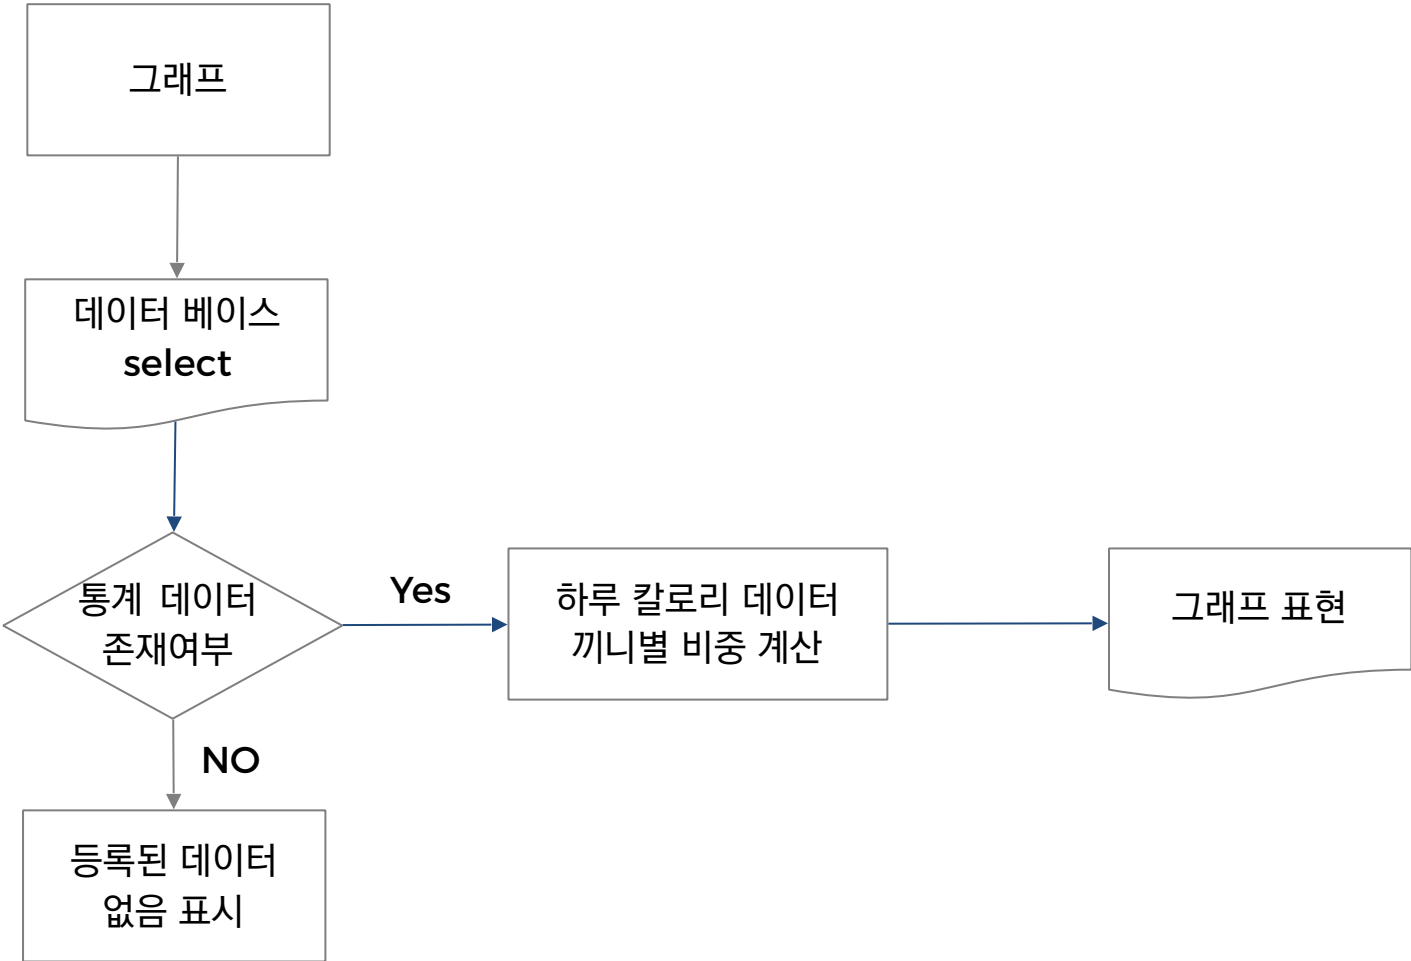 그래프
데이터 베이스
select
통계 데이터
존재여부
Yes
하루 칼로리 데이터
끼니별 비중 계산
그래프 표현
NO
등록된 데이터
없음 표시